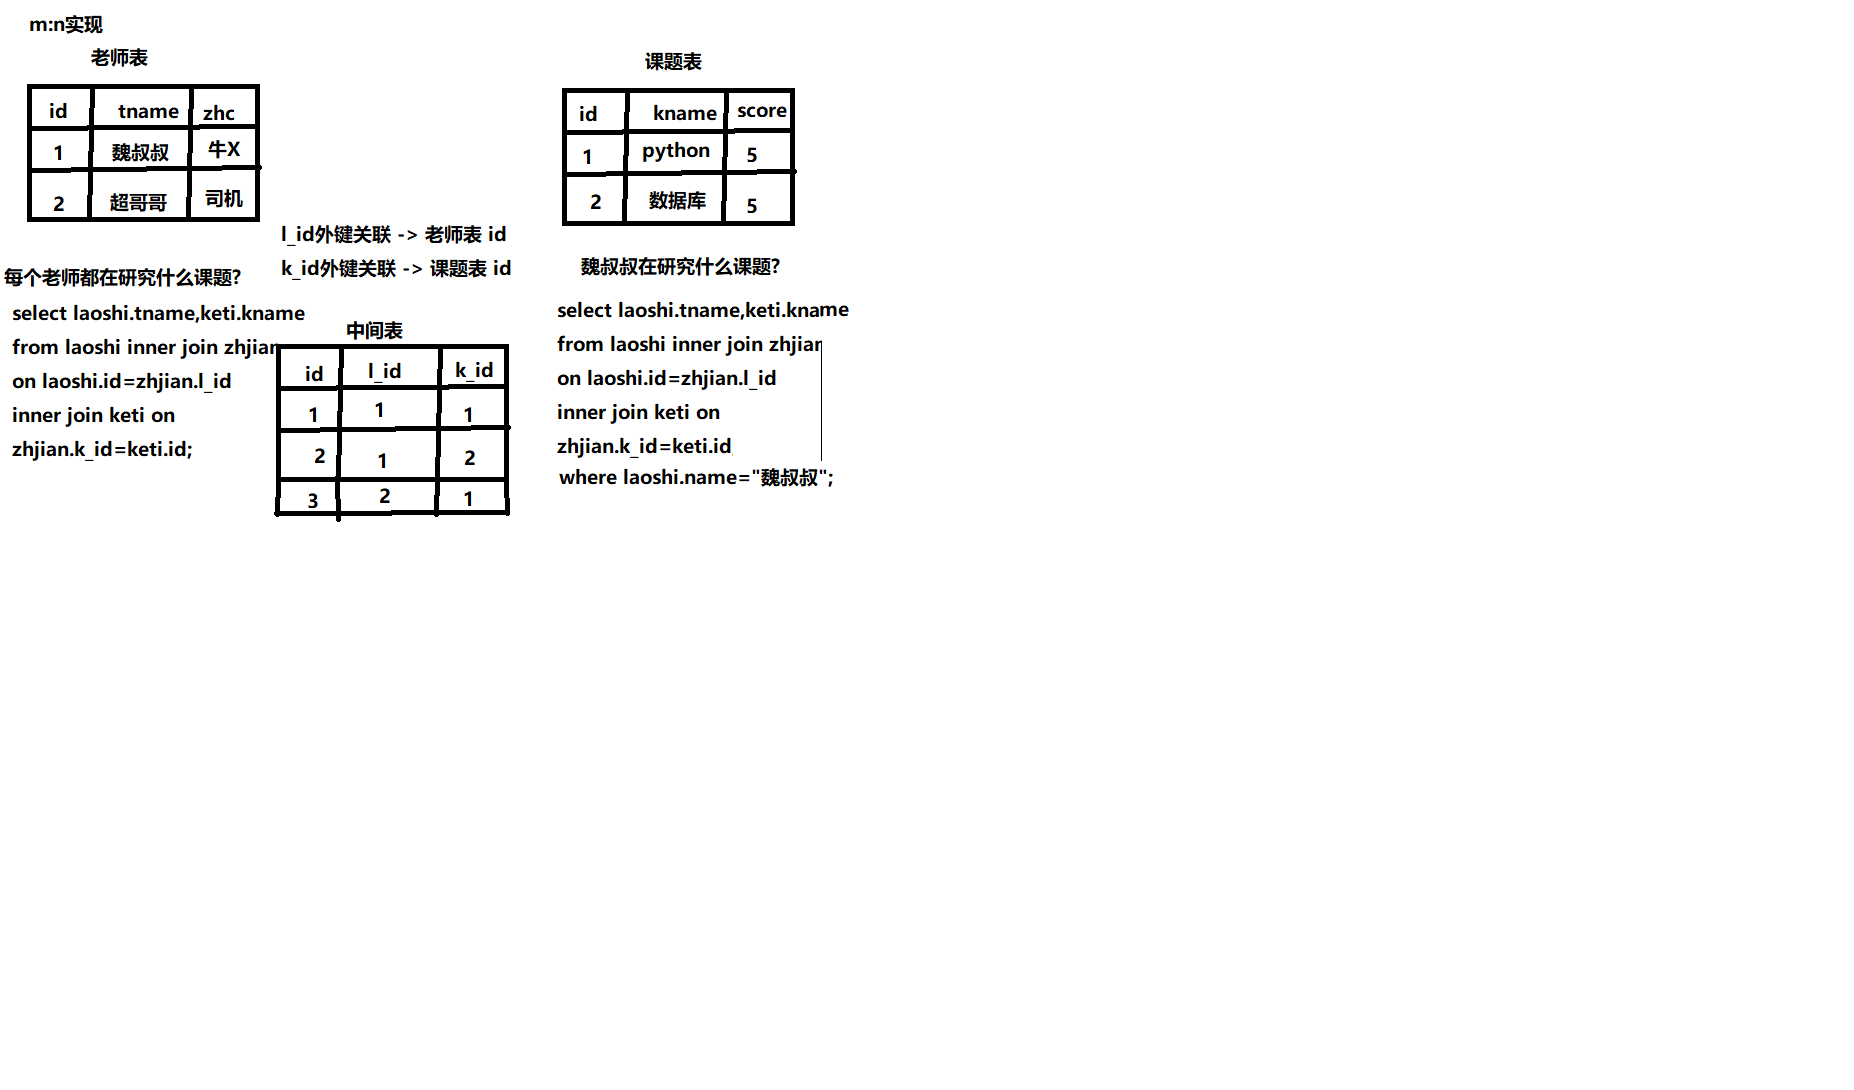 m:n实现
老师表
id tname zhc
1 魏叔叔 牛X
2 超哥哥 司机
课题表
id kname score
1 python 5
2 数据库 5
l_id外键关联 -> 老师表 id
k_id外键关联 -> 课题表 id
每个老师都在研究什么课题?
select laoshi.tname,keti.kname
from laoshi inner join zhjian
on laoshi.id=zhjian.l_id
inner join keti on
zhjian.k_id=keti.id;
中间表
id l_id k_id
1 1 1
2 1 2
3 2 1
魏叔叔在研究什么课题?
select laoshi.tname,keti.kname
from laoshi inner join zhjian
on laoshi.id=zhjian.l_id
inner join keti on
zhjian.k_id=keti.id
where laoshi.name="魏叔叔";